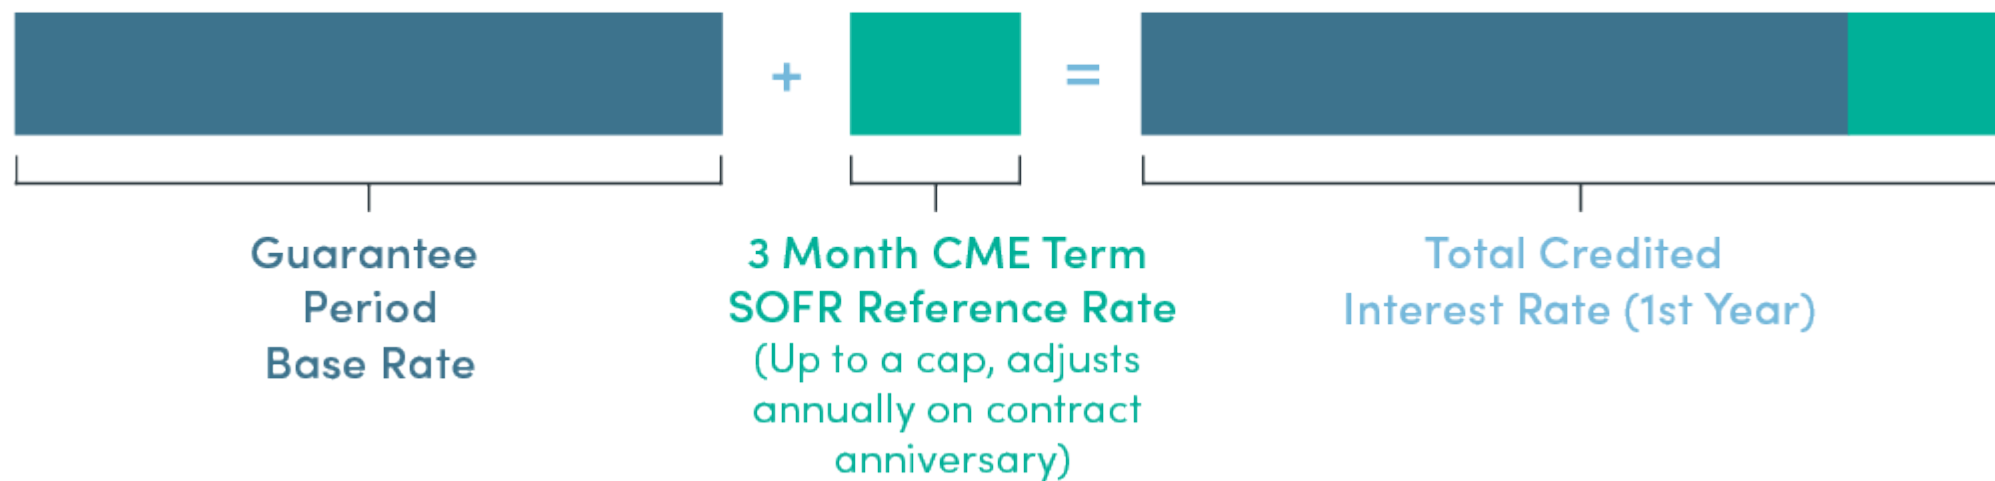 +
=
Guarantee
Period
Base Rate
3 Month CME Term
SOFR Reference Rate
(Up to a cap, adjusts
annually on contract
anniversary)
Total Credited
Interest Rate (1st Year)